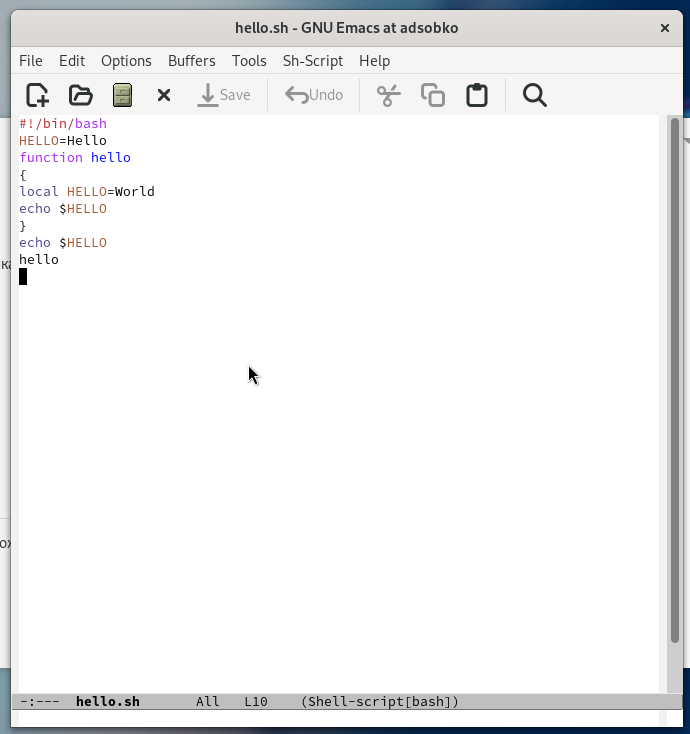 hello.sh - GNU Emacs at adsobko
File Edit Options Buffers Tools Sh-Script Help
Save Undo
#!/bin/bash
HELLO=Hello
function hello
{
local HELLO=World
echo $HELLO
}
echo $HELLO
hello
-:--- hello.sh All L10 (Shell-script[bash])